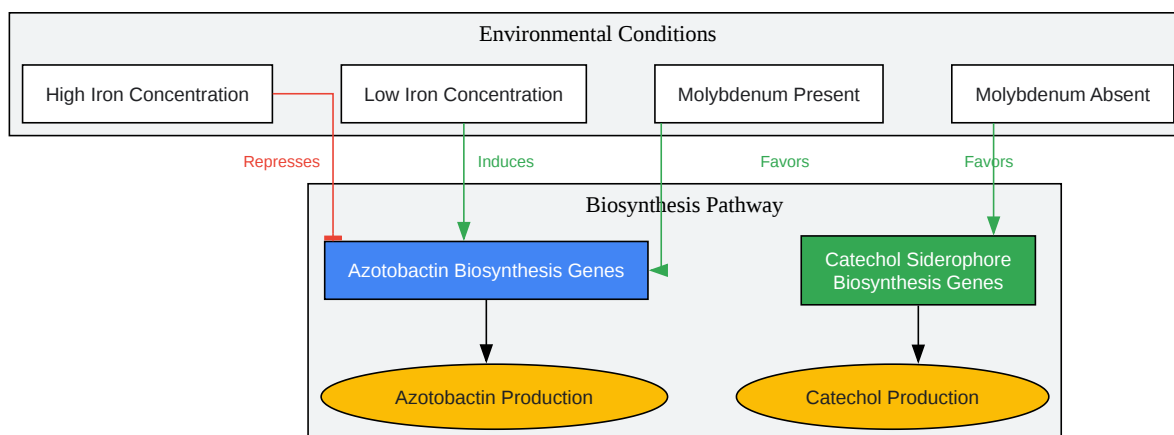 Environmental Conditions
High Iron Concentration
Low Iron Concentration
Molybdenum Present
Molybdenum Absent
Represses
Induces
Favors
Favors
Biosynthesis Pathway
Azotobactin Biosynthesis Genes
Catechol Siderophore
Biosynthesis Genes
Azotobactin Production
Catechol Production